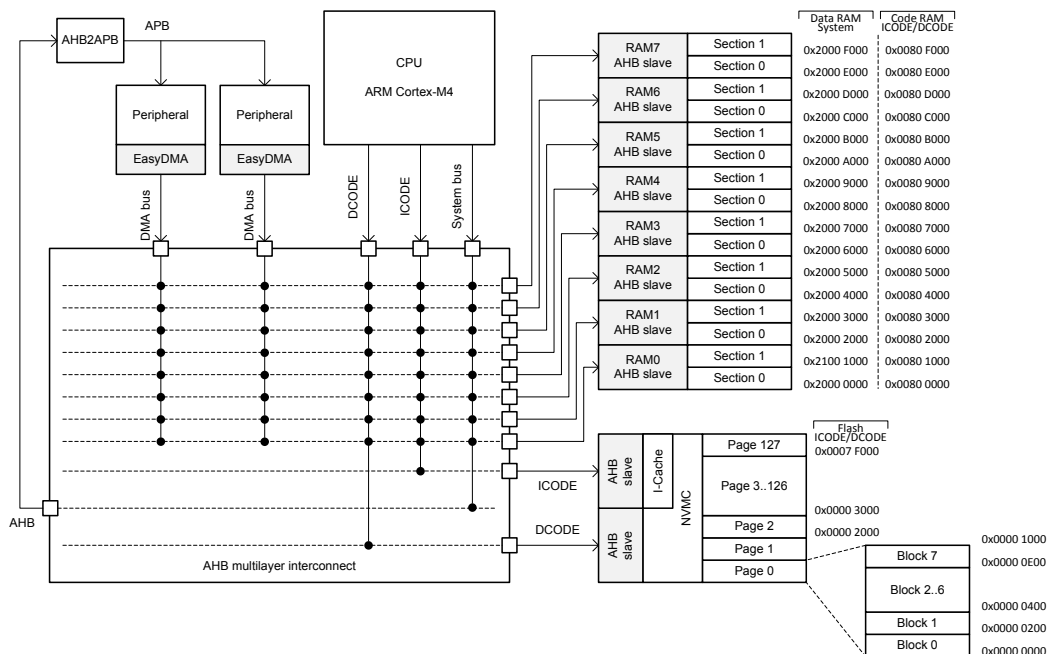 AHB2APB
APB
Peripheral
EasyDMA
Peripheral
EasyDMA
CPU
ARM Cortex-M4
DMA bus
DMA bus
DCODE
ICODE
System bus
AHB multilayer interconnect
AHB
ICODE
DCODE
Data RAM
System
Code RAM
ICODE/DCODE
RAM7
AHB slave
Section 1
0x2000 F000
0x0080 F000
Section 0
0x2000 E000
0x0080 E000
RAM6
AHB slave
Section 1
0x2000 D000
0x0080 D000
Section 0
0x2000 C000
0x0080 C000
RAM5
AHB slave
Section 1
0x2000 B000
0x0080 B000
Section 0
0x2000 A000
0x0080 A000
RAM4
AHB slave
Section 1
0x2000 9000
0x0080 9000
Section 0
0x2000 8000
0x0080 8000
RAM3
AHB slave
Section 1
0x2000 7000
0x0080 7000
Section 0
0x2000 6000
0x0080 6000
RAM2
AHB slave
Section 1
0x2000 5000
0x0080 5000
Section 0
0x2000 4000
0x0080 4000
RAM1
AHB slave
Section 1
0x2000 3000
0x0080 3000
Section 0
0x2000 2000
0x0080 2000
RAM0
AHB slave
Section 1
0x2100 1000
0x0080 1000
Section 0
0x2000 0000
0x0080 0000
Flash
ICODE/DCODE
AHB
slave
I-Cache
AHB
slave
NVMC
Page 127
0x0007 F000
Page 3..126
0x0000 3000
Page 2
0x0000 2000
Page 1
Page 0
0x0000 1000
Block 7
0x0000 0E00
Block 2..6
0x0000 0400
Block 1
0x0000 0200
Block 0
0x0000 0000